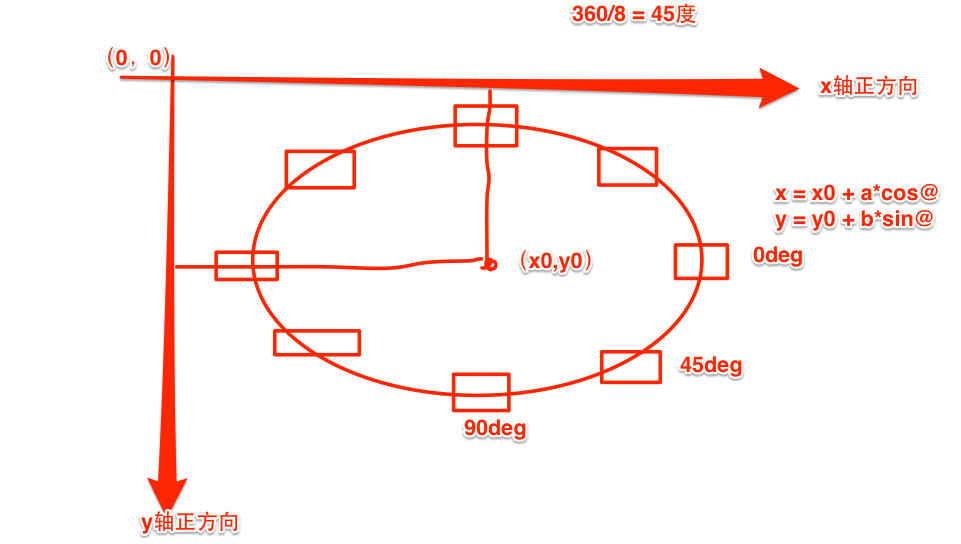 360/8 = 45度
(0，0)
x轴正方向
x = x0 + a*cos@
y = y0 + b*sin@
0deg
(x0,y0)
45deg
90deg
y轴正方向